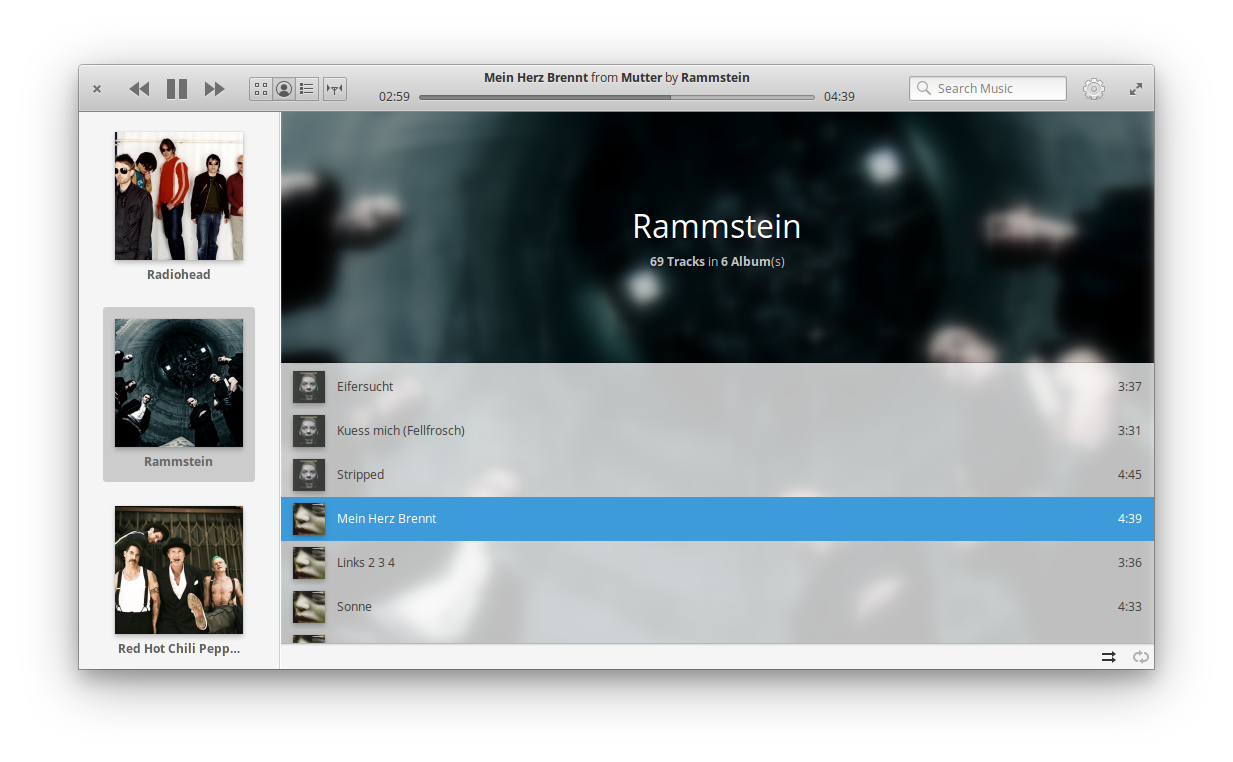 Mein Herz Brennt from Mutter by Rammstein
02:59 04:39
Search Music
Radiohead
Rammstein
Red Hot Chili Pepp...
Rammstein
69 Tracks in 6 Album(s)
Eifersucht 3:37
Kuess mich (Fellfrosch) 3:31
Stripped 4:45
Mein Herz Brennt 4:39
Links 2 3 4 3:36
Sonne 4:33